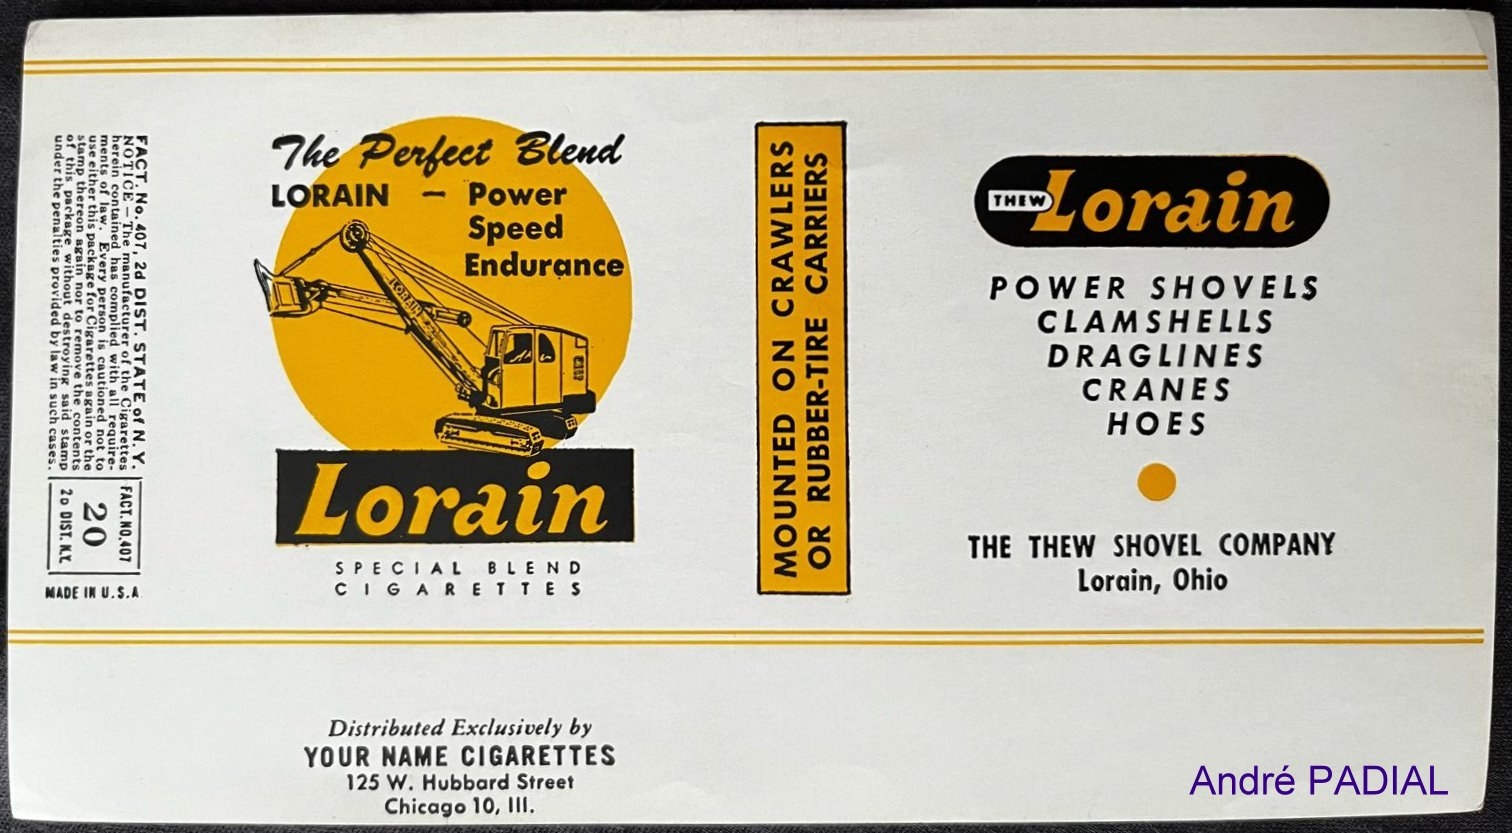 FACT. No. 407, 2d DIST. STATE of N.Y.
NOTICE — The manufacturer of the Cigarettes
herein contained has complied with all require-
ments of law. Every person is cautioned not to
use either this package for Cigarettes again or the
stamp thereon again nor to remove the contents
of this package without destroying said stamp
under the penalties provided by law in such cases.
FACT. NO. 407
20
2D DIST. N.Y.
MADE IN U.S.A.
The Perfect Blend
LORAIN — Power
Speed
Endurance
LORAIN
Lorain
SPECIAL BLEND
CIGARETTES
MOUNTED ON CRAWLERS
OR RUBBER-TIRE CARRIERS
THEW Lorain
POWER SHOVELS
CLAMSHELLS
DRAGLINES
CRANES
HOES
THE THEW SHOVEL COMPANY
Lorain, Ohio
Distributed Exclusively by
YOUR NAME CIGARETTES
125 W. Hubbard Street
Chicago 10, Ill.
André PADIAL